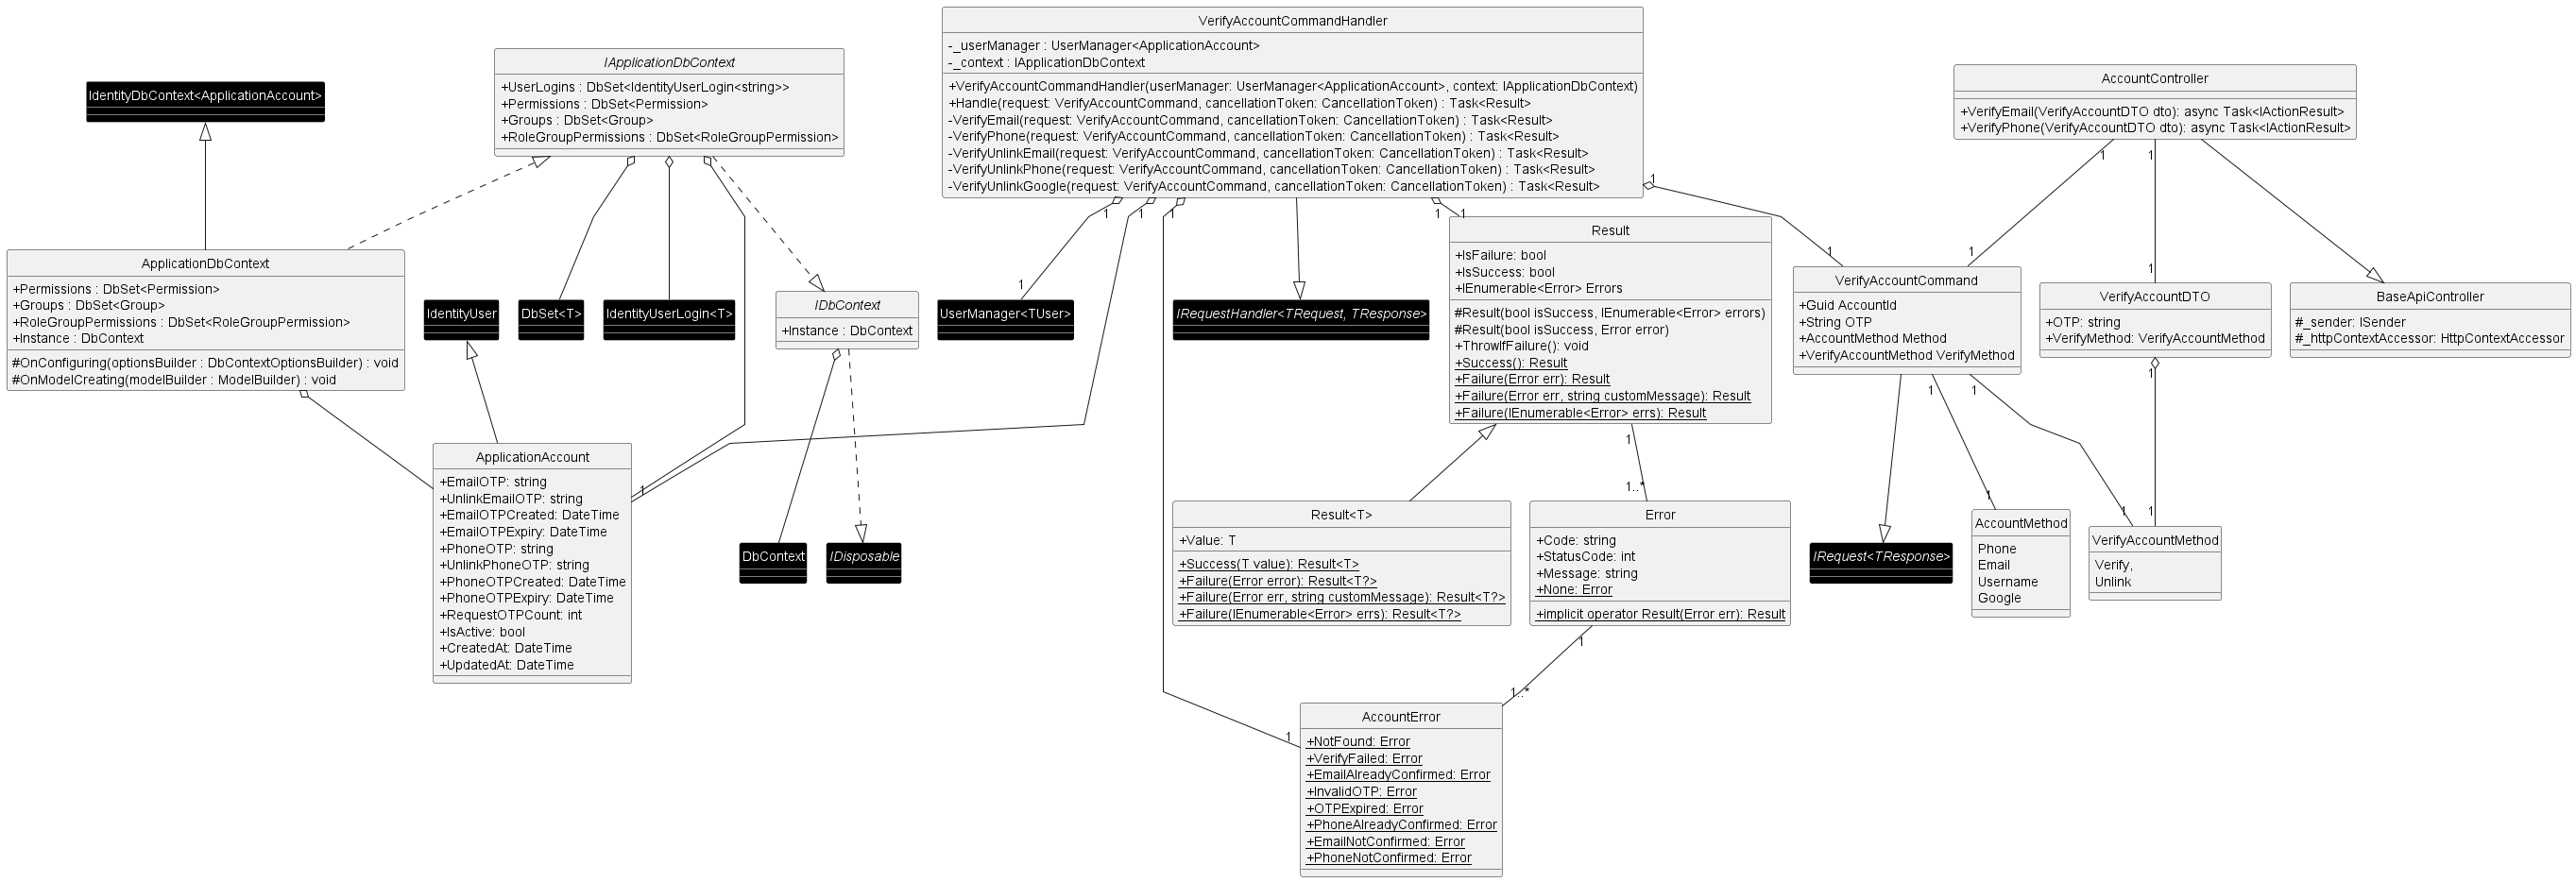 VerifyAccountCommandHandler
-_userManager : UserManager<ApplicationAccount>
-_context : IApplicationDbContext
+VerifyAccountCommandHandler(userManager: UserManager<ApplicationAccount>, context: IApplicationDbContext)
+Handle(request: VerifyAccountCommand, cancellationToken: CancellationToken) : Task<Result>
-VerifyEmail(request: VerifyAccountCommand, cancellationToken: CancellationToken) : Task<Result>
-VerifyPhone(request: VerifyAccountCommand, cancellationToken: CancellationToken) : Task<Result>
-VerifyUnlinkEmail(request: VerifyAccountCommand, cancellationToken: CancellationToken) : Task<Result>
-VerifyUnlinkPhone(request: VerifyAccountCommand, cancellationToken: CancellationToken) : Task<Result>
-VerifyUnlinkGoogle(request: VerifyAccountCommand, cancellationToken: CancellationToken) : Task<Result>
IApplicationDbContext
+UserLogins : DbSet<IdentityUserLogin<string>>
+Permissions : DbSet<Permission>
+Groups : DbSet<Group>
+RoleGroupPermissions : DbSet<RoleGroupPermission>
IdentityDbContext<ApplicationAccount>
AccountController
+VerifyEmail(VerifyAccountDTO dto): async Task<IActionResult>
+VerifyPhone(VerifyAccountDTO dto): async Task<IActionResult>
1
1
1
1
1
1
1
1
1
ApplicationDbContext
+Permissions : DbSet<Permission>
+Groups : DbSet<Group>
+RoleGroupPermissions : DbSet<RoleGroupPermission>
+Instance : DbContext
#OnConfiguring(optionsBuilder : DbContextOptionsBuilder) : void
#OnModelCreating(modelBuilder : ModelBuilder) : void
IdentityUser
DbSet<T>
IdentityUserLogin<T>
IDbContext
+Instance : DbContext
1
UserManager<TUser>
IRequestHandler<TRequest, TResponse>
Result
+IsFailure: bool
+IsSuccess: bool
+IEnumerable<Error> Errors
#Result(bool isSuccess, IEnumerable<Error> errors)
#Result(bool isSuccess, Error error)
+ThrowIfFailure(): void
+Success(): Result
+Failure(Error err): Result
+Failure(Error err, string customMessage): Result
+Failure(IEnumerable<Error> errs): Result
1
1
VerifyAccountCommand
+Guid AccountId
+String OTP
+AccountMethod Method
+VerifyAccountMethod VerifyMethod
VerifyAccountDTO
+OTP: string
+VerifyMethod: VerifyAccountMethod
BaseApiController
#_sender: ISender
#_httpContextAccessor: HttpContextAccessor
1
1
1
1
1..*
1
1
1
1
ApplicationAccount
+EmailOTP: string
+UnlinkEmailOTP: string
+EmailOTPCreated: DateTime
+EmailOTPExpiry: DateTime
+PhoneOTP: string
+UnlinkPhoneOTP: string
+PhoneOTPCreated: DateTime
+PhoneOTPExpiry: DateTime
+RequestOTPCount: int
+IsActive: bool
+CreatedAt: DateTime
+UpdatedAt: DateTime
DbContext
IDisposable
Result<T>
+Value: T
+Success(T value): Result<T>
+Failure(Error error): Result<T?>
+Failure(Error err, string customMessage): Result<T?>
+Failure(IEnumerable<Error> errs): Result<T?>
Error
+Code: string
+StatusCode: int
+Message: string
+None: Error
+implicit operator Result(Error err): Result
IRequest<TResponse>
AccountMethod
Phone
Email
Username
Google
VerifyAccountMethod
Verify,
Unlink
1
1..*
1
AccountError
+NotFound: Error
+VerifyFailed: Error
+EmailAlreadyConfirmed: Error
+InvalidOTP: Error
+OTPExpired: Error
+PhoneAlreadyConfirmed: Error
+EmailNotConfirmed: Error
+PhoneNotConfirmed: Error